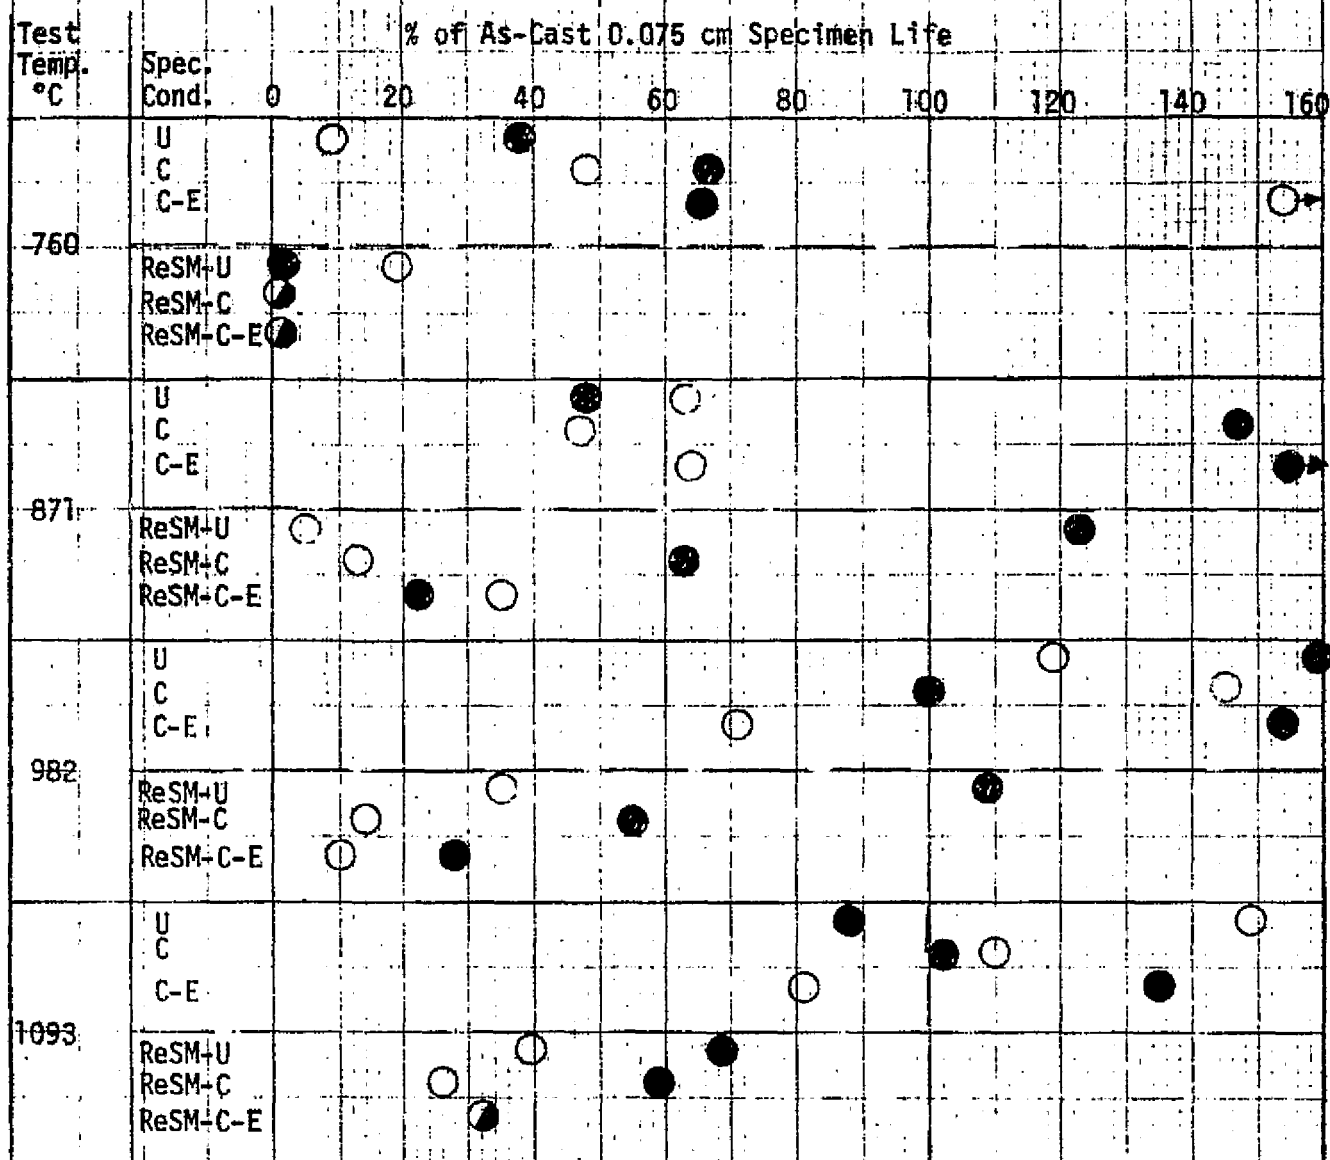 Test % of As-Cast 0.075 cm Specimen Life
Temp. Spec.
°C Cond. 0 20 40 60 80 100 120 140 160
U
C
C-E
760
ReSM-U
ReSM-C
ReSM-C-E
U
C
C-E
871
ReSM-U
ReSM-C
ReSM-C-E
U
C
C-E
982
ReSM-U
ReSM-C
ReSM-C-E
U
C
C-E
1093
ReSM-U
ReSM-C
ReSM-C-E